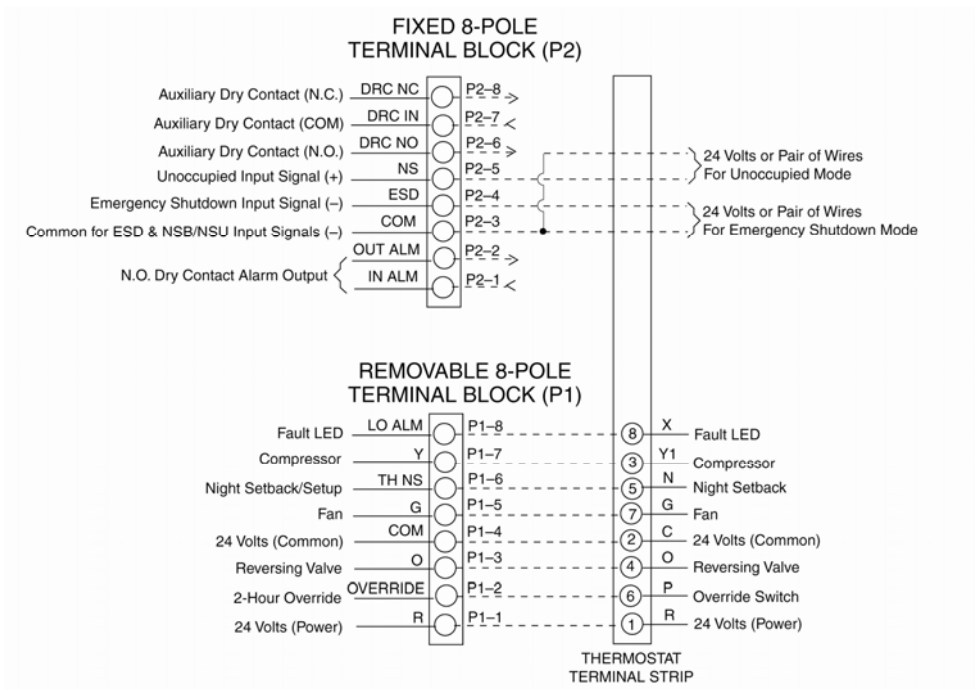 FIXED 8-POLE
TERMINAL BLOCK (P2)
Auxiliary Dry Contact (N.C.) DRC NC P2–8
Auxiliary Dry Contact (COM) DRC IN P2–7
Auxiliary Dry Contact (N.O.) DRC NO P2–6
Unoccupied Input Signal (+) NS P2–5
24 Volts or Pair of Wires
For Unoccupied Mode
Emergency Shutdown Input Signal (–) ESD P2–4
Common for ESD & NSB/NSU Input Signals (–) COM P2–3
24 Volts or Pair of Wires
For Emergency Shutdown Mode
OUT ALM P2–2
N.O. Dry Contact Alarm Output
IN ALM P2–1
REMOVABLE 8-POLE
TERMINAL BLOCK (P1)
Fault LED LO ALM P1–8 8 X Fault LED
Compressor Y P1–7 3 Y1 Compressor
Night Setback/Setup TH NS P1–6 5 N Night Setback
Fan G P1–5 7 G Fan
24 Volts (Common) COM P1–4 2 C 24 Volts (Common)
Reversing Valve O P1–3 4 O Reversing Valve
2-Hour Override OVERRIDE P1–2 6 P Override Switch
24 Volts (Power) R P1–1 1 R 24 Volts (Power)
THERMOSTAT
TERMINAL STRIP